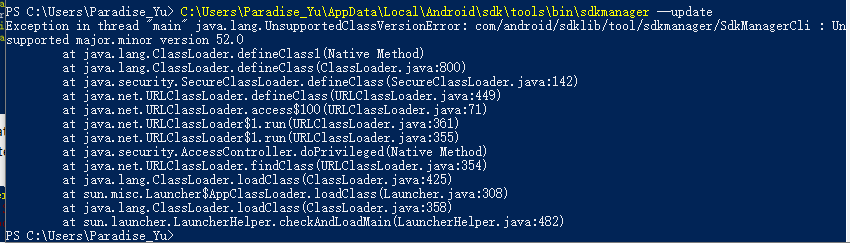 PS C:\Users\Paradise_Yu> C:\Users\Paradise_Yu\AppData\Local\Android\sdk\tools\bin\sdkmanager --update
Exception in thread "main" java.lang.UnsupportedClassVersionError: com/android/sdklib/tool/sdkmanager/SdkManagerCli : Un
supported major.minor version 52.0
        at java.lang.ClassLoader.defineClass1(Native Method)
        at java.lang.ClassLoader.defineClass(ClassLoader.java:800)
        at java.security.SecureClassLoader.defineClass(SecureClassLoader.java:142)
        at java.net.URLClassLoader.defineClass(URLClassLoader.java:449)
        at java.net.URLClassLoader.access$100(URLClassLoader.java:71)
        at java.net.URLClassLoader$1.run(URLClassLoader.java:361)
        at java.net.URLClassLoader$1.run(URLClassLoader.java:355)
        at java.security.AccessController.doPrivileged(Native Method)
        at java.net.URLClassLoader.findClass(URLClassLoader.java:354)
        at java.lang.ClassLoader.loadClass(ClassLoader.java:425)
        at sun.misc.Launcher$AppClassLoader.loadClass(Launcher.java:308)
        at java.lang.ClassLoader.loadClass(ClassLoader.java:358)
        at sun.launcher.LauncherHelper.checkAndLoadMain(LauncherHelper.java:482)
PS C:\Users\Paradise_Yu>